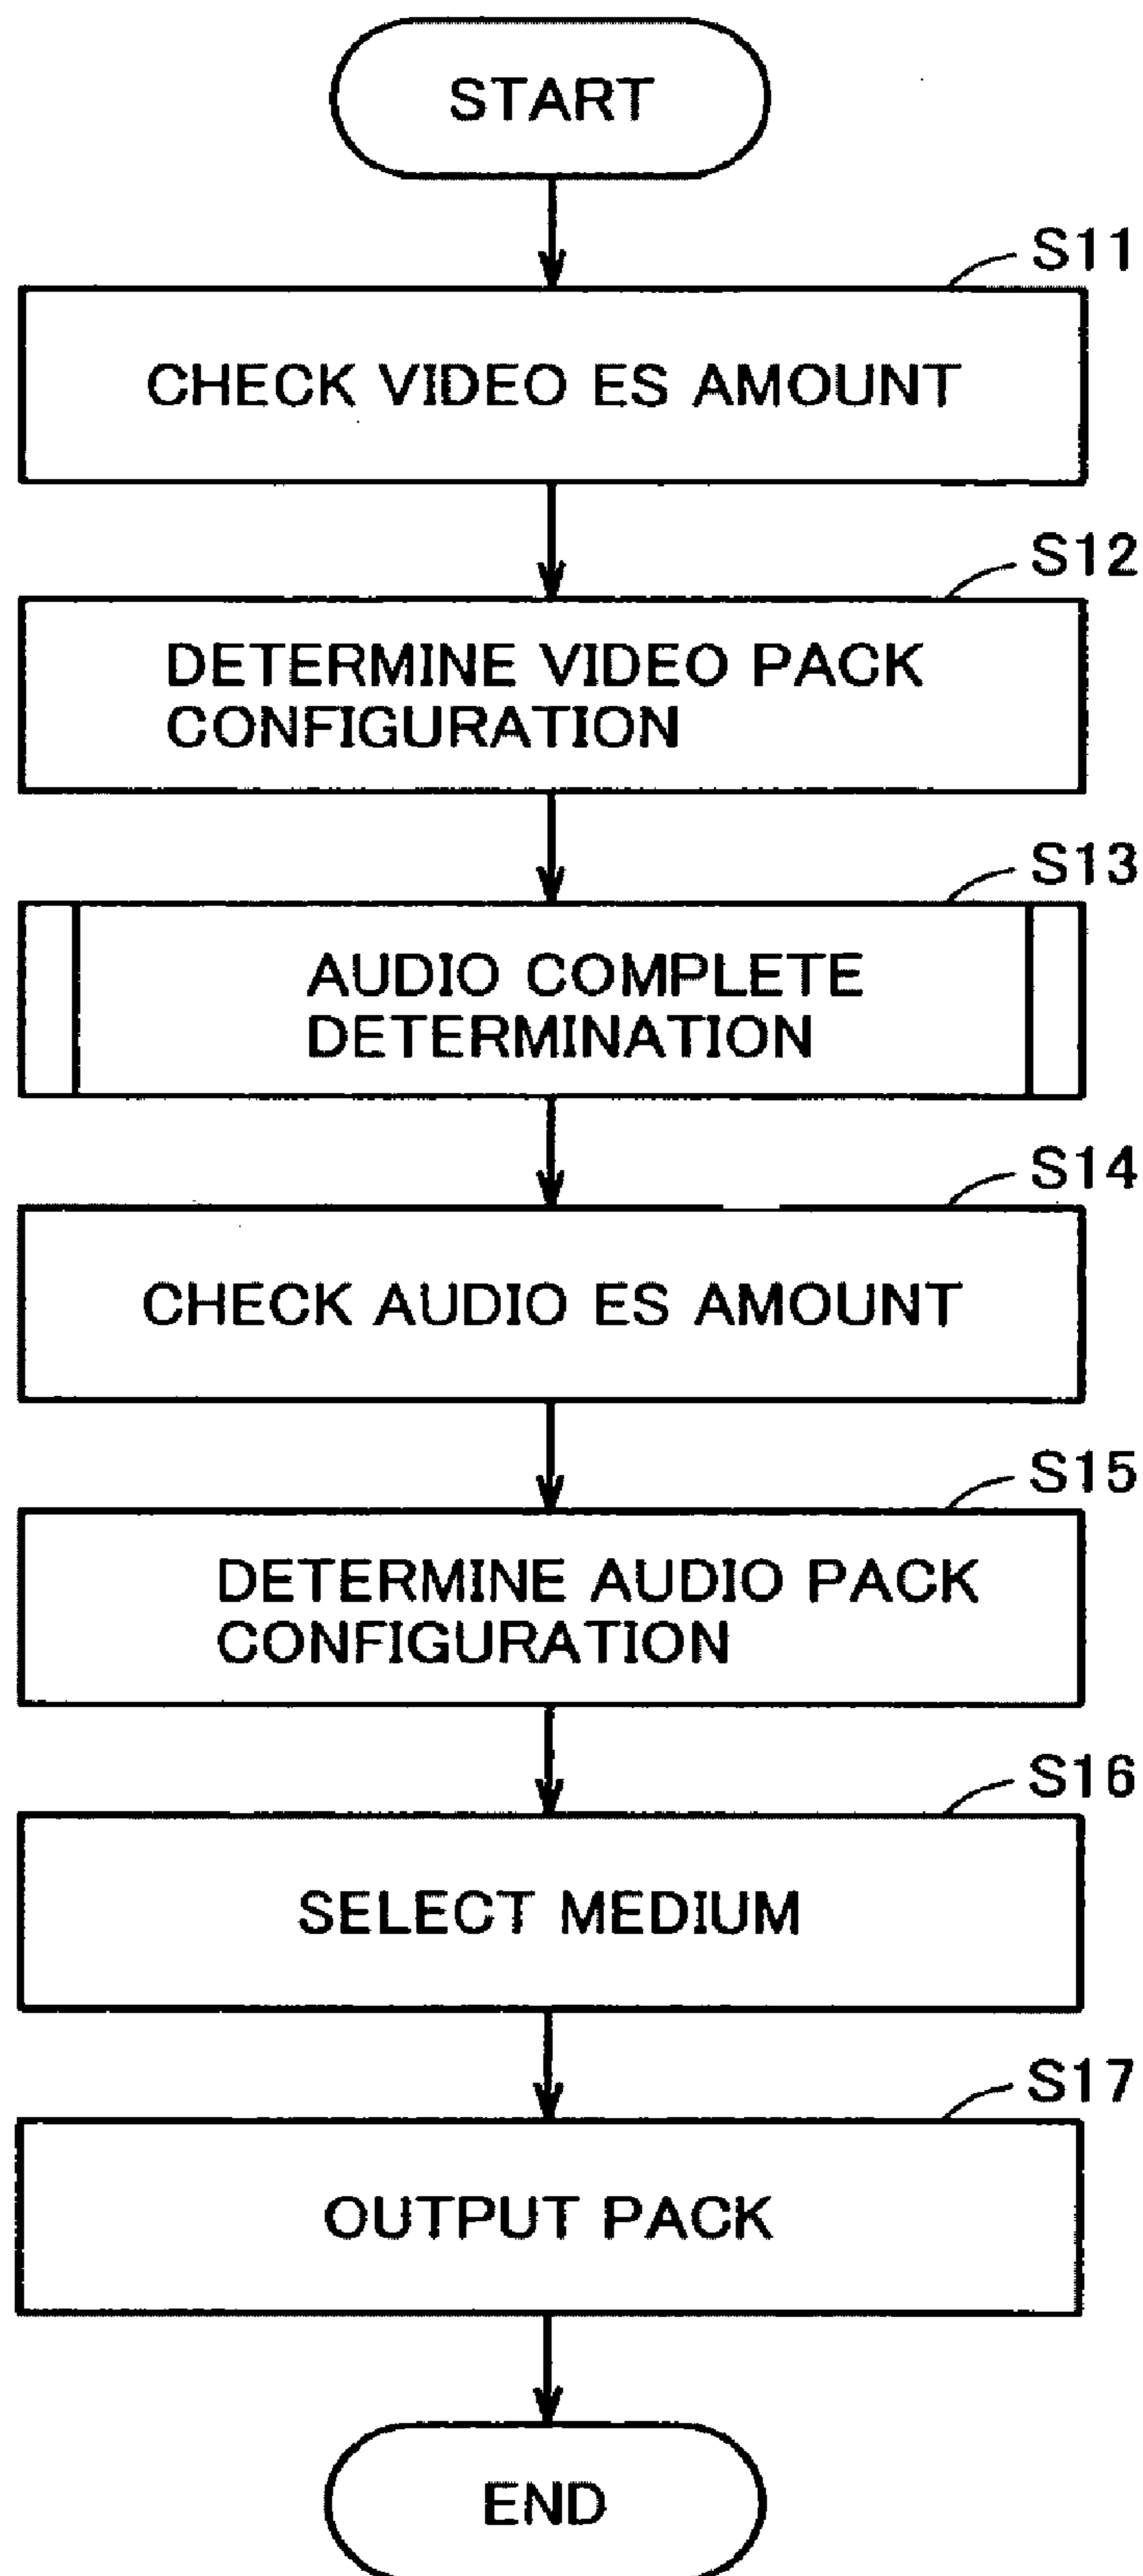 START
S11
CHECK VIDEO ES AMOUNT
S12
DETERMINE VIDEO PACK
CONFIGURATION
S13
AUDIO COMPLETE
DETERMINATION
S14
CHECK AUDIO ES AMOUNT
S15
DETERMINE AUDIO PACK
CONFIGURATION
S16
SELECT MEDIUM
S17
OUTPUT PACK
END